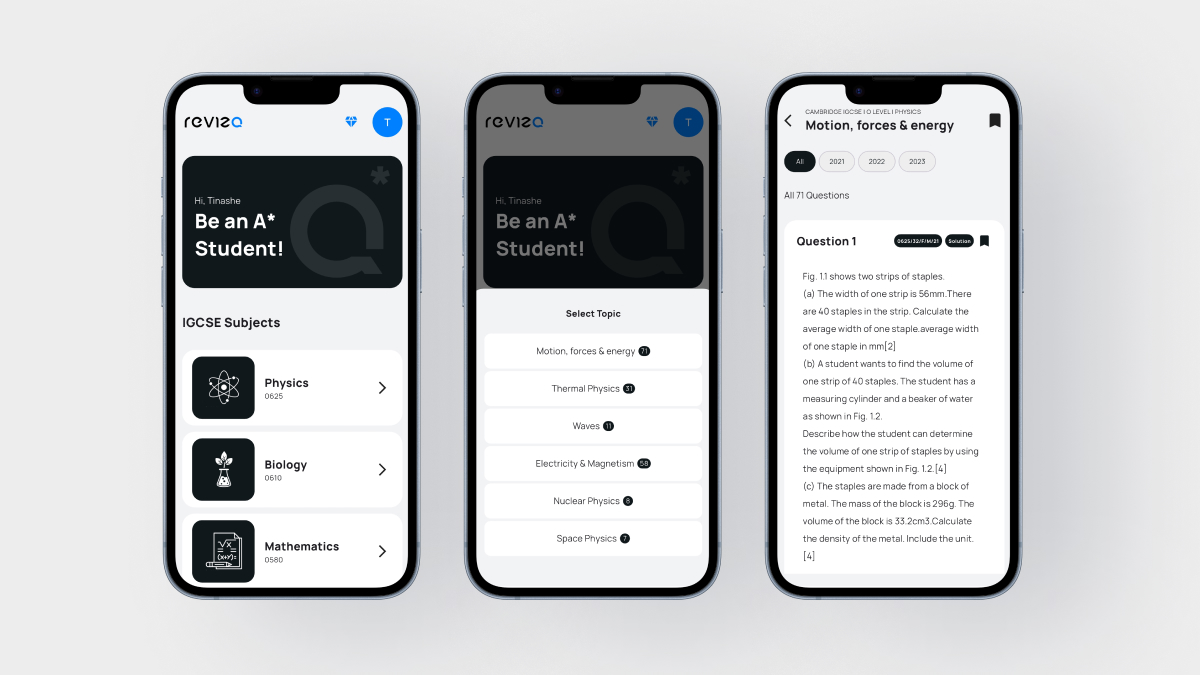 revisa
T
Hi, Tinashe
Be an A*
Student!
IGCSE Subjects
Physics
0625
Biology
0610
Mathematics
0580
revisa
T
Hi, Tinashe
Be an A*
Student!
Select Topic
Motion, forces & energy 71
Thermal Physics 31
Waves 11
Electricity & Magnetism 58
Nuclear Physics 8
Space Physics 7
CAMBRIDGE IGCSE I O LEVEL I PHYSICS
Motion, forces & energy
All 2021 2022 2023
All 71 Questions
Question 1 0625/32/F/M/21 Solution
Fig. 1.1 shows two strips of staples.
(a) The width of one strip is 56mm.There
are 40 staples in the strip. Calculate the
average width of one staple.average width
of one staple in mm[2]
(b) A student wants to find the volume of
one strip of 40 staples. The student has a
measuring cylinder and a beaker of water
as shown in Fig. 1.2.
Describe how the student can determine
the volume of one strip of staples by using
the equipment shown in Fig. 1.2.[4]
(c) The staples are made from a block of
metal. The mass of the block is 296g. The
volume of the block is 33.2cm3.Calculate
the density of the metal. Include the unit.
[4]